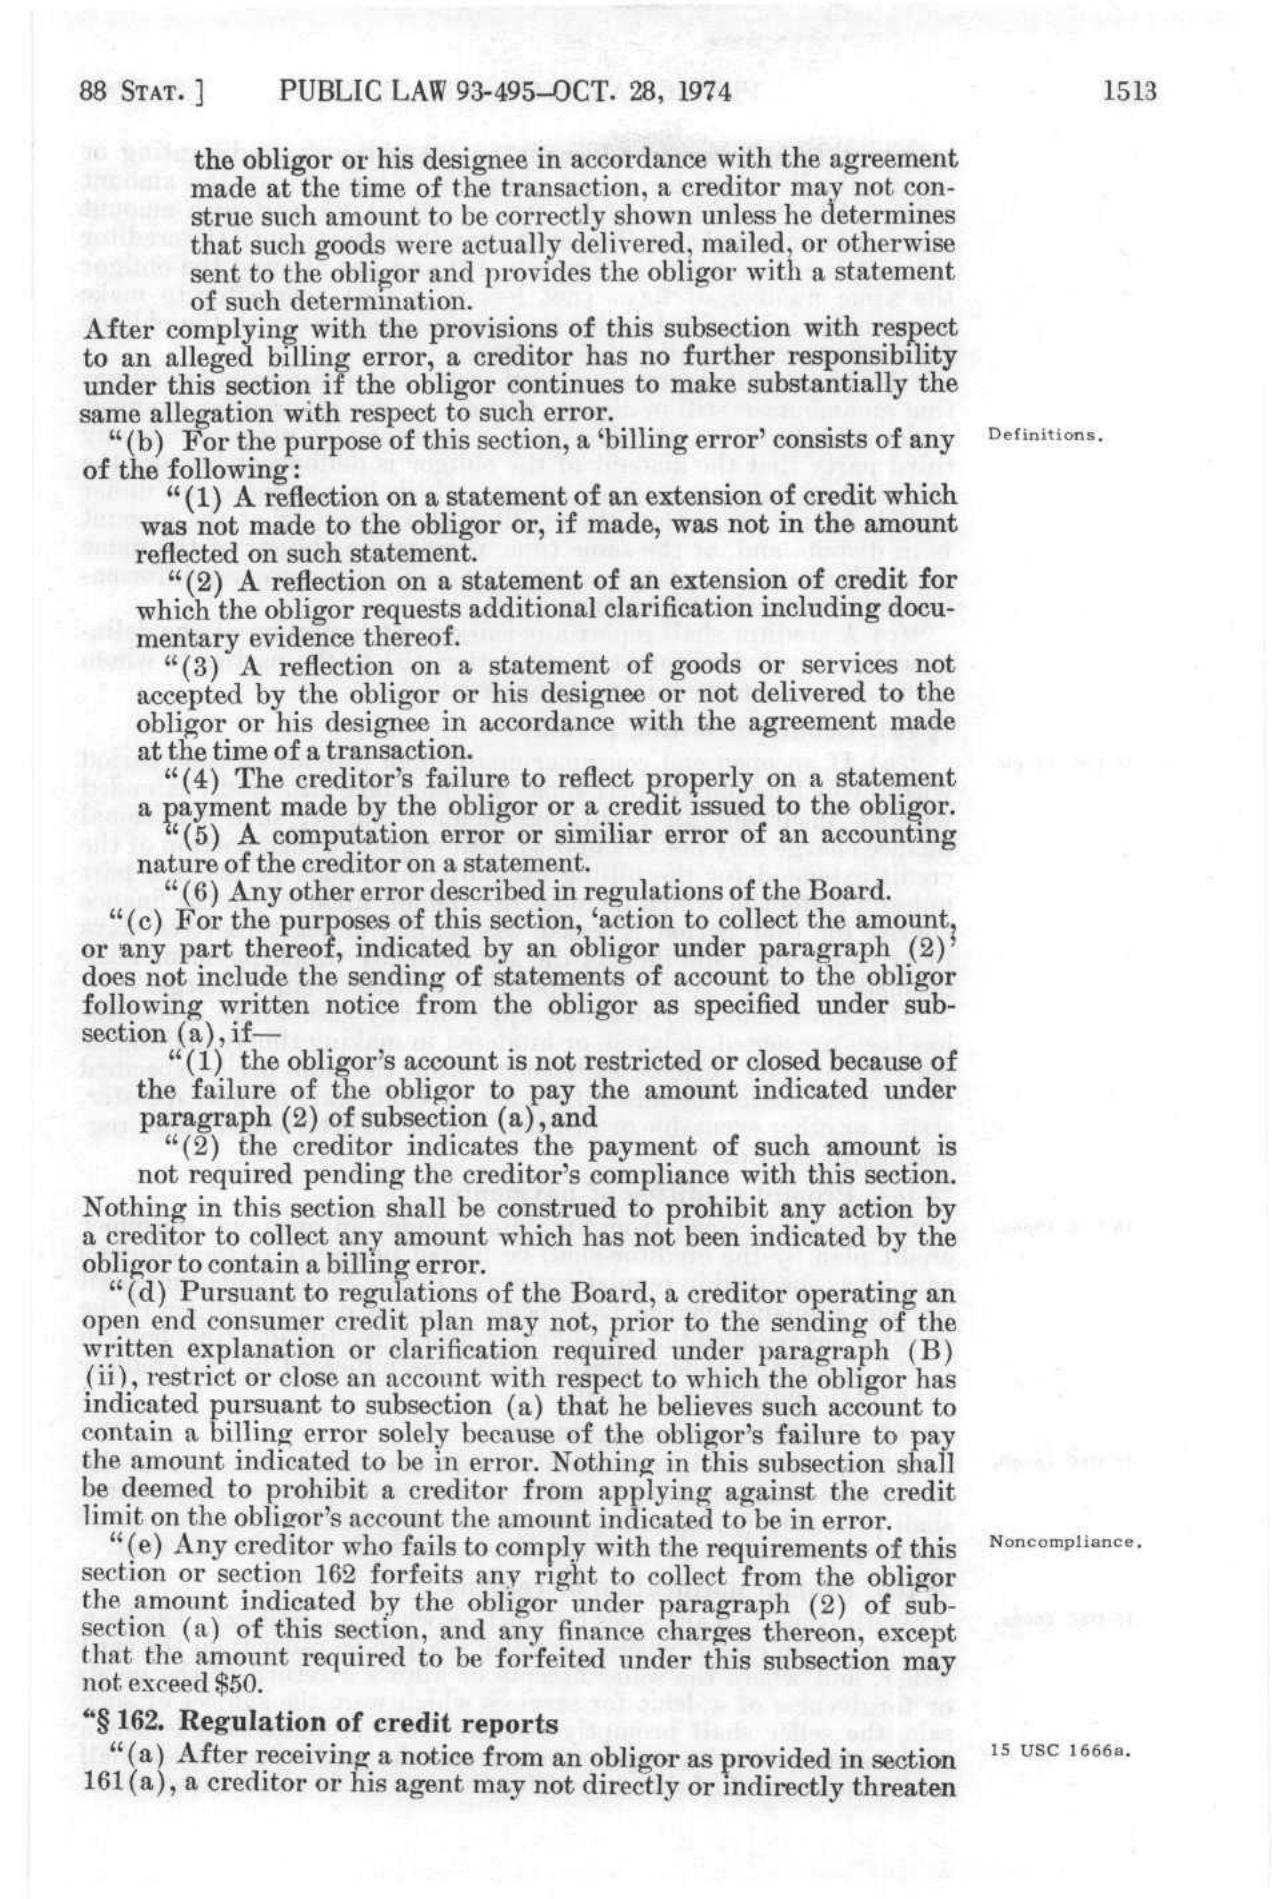 88 STAT. ] PUBLIC LAW 93-495—OCT. 28, 1974 1513
the obligor or his designee in accordance with the agreement
made at the time of the transaction, a creditor may not con-
strue such amount to be correctly shown unless he determines
that such goods were actually delivered, mailed, or otherwise
sent to the obligor and provides the obligor with a statement
of such determination.
After complying with the provisions of this subsection with respect
to an alleged billing error, a creditor has no further responsibility
under this section if the obligor continues to make substantially the
same allegation with respect to such error.
“(b) For the purpose of this section, a ‘billing error’ consists of any
Definitions.
of the following:
“(1) A reflection on a statement of an extension of credit which
was not made to the obligor or, if made, was not in the amount
reflected on such statement.
“(2) A reflection on a statement of an extension of credit for
which the obligor requests additional clarification including docu-
mentary evidence thereof.
“(3) A reflection on a statement of goods or services not
accepted by the obligor or his designee or not delivered to the
obligor or his designee in accordance with the agreement made
at the time of a transaction.
“(4) The creditor’s failure to reflect properly on a statement
a payment made by the obligor or a credit issued to the obligor.
“(5) A computation error or similiar error of an accounting
nature of the creditor on a statement.
“(6) Any other error described in regulations of the Board.
“(c) For the purposes of this section, ‘action to collect the amount,
or any part thereof, indicated by an obligor under paragraph (2)’
does not include the sending of statements of account to the obligor
following written notice from the obligor as specified under sub-
section (a), if—
“(1) the obligor’s account is not restricted or closed because of
the failure of the obligor to pay the amount indicated under
paragraph (2) of subsection (a), and
“(2) the creditor indicates the payment of such amount is
not required pending the creditor’s compliance with this section.
Nothing in this section shall be construed to prohibit any action by
a creditor to collect any amount which has not been indicated by the
obligor to contain a billing error.
“(d) Pursuant to regulations of the Board, a creditor operating an
open end consumer credit plan may not, prior to the sending of the
written explanation or clarification required under paragraph (B)
(ii), restrict or close an account with respect to which the obligor has
indicated pursuant to subsection (a) that he believes such account to
contain a billing error solely because of the obligor’s failure to pay
the amount indicated to be in error. Nothing in this subsection shall
be deemed to prohibit a creditor from applying against the credit
limit on the obligor’s account the amount indicated to be in error.
“(e) Any creditor who fails to comply with the requirements of this
Noncompliance.
section or section 162 forfeits any right to collect from the obligor
the amount indicated by the obligor under paragraph (2) of sub-
section (a) of this section, and any finance charges thereon, except
that the amount required to be forfeited under this subsection may
not exceed $50.
“§ 162. Regulation of credit reports
“(a) After receiving a notice from an obligor as provided in section
15 USC 1666a.
161(a), a creditor or his agent may not directly or indirectly threaten